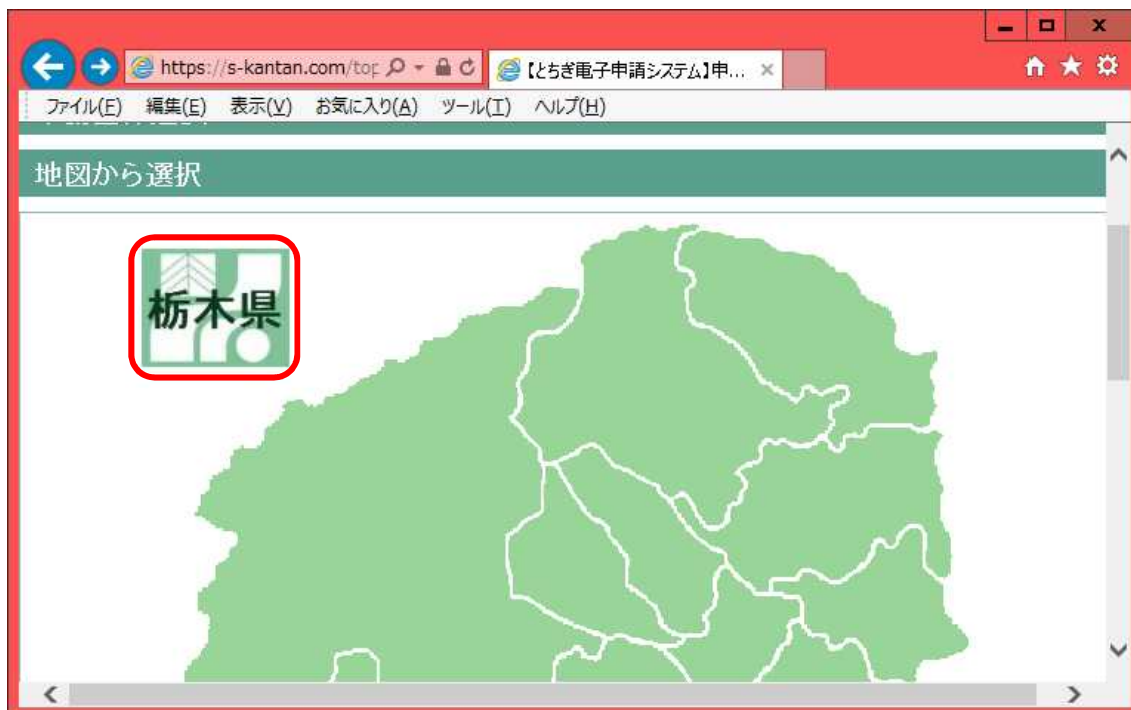 https://s-kantan.com/top
【とちぎ電子申請システム】申...
ファイル(F) 編集(E) 表示(V) お気に入り(A) ツール(T) ヘルプ(H)
地図から選択
栃木県